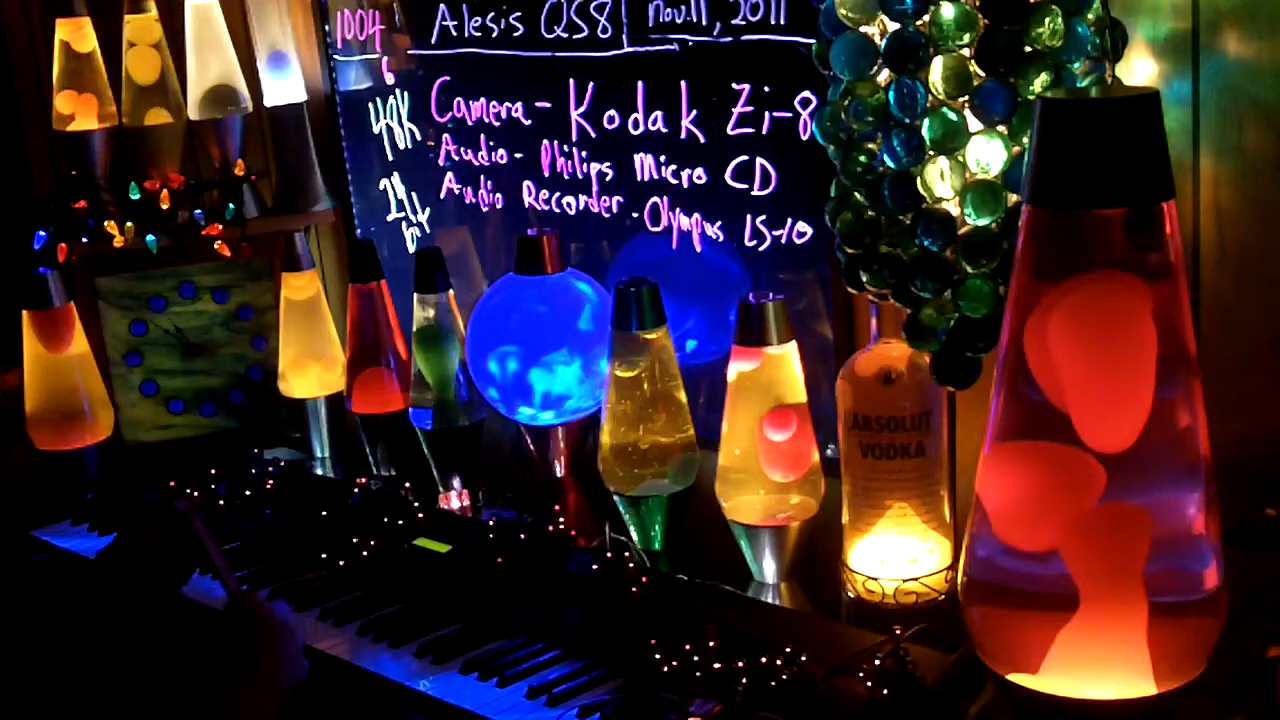 1004 Alesis QS8 | Nov. 11, 2011
6
48K Camera - Kodak Zi-8
Audio - Philips Micro CD
24 bit Audio Recorder - Olympus LS-10
ABSOLUT
VODKA